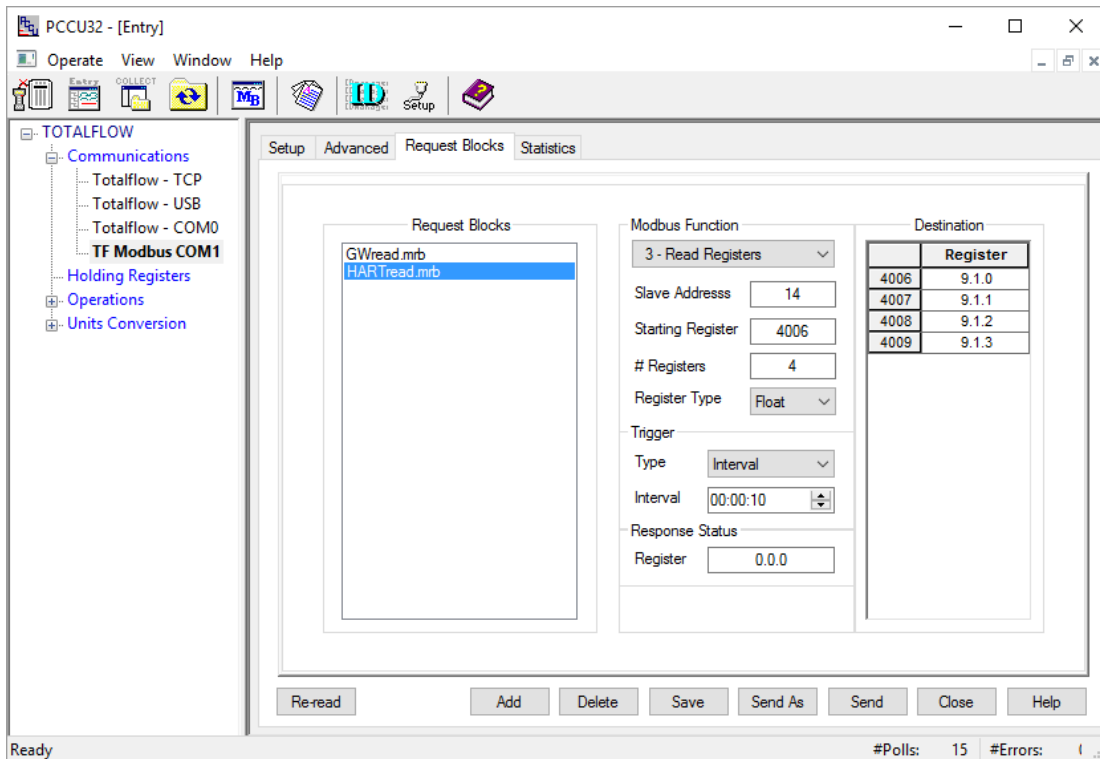 PCCU32 - [Entry]
Operate View Window Help
Entry
COLLECT
MB
ID
Setup
TOTALFLOW
Communications
Totalflow - TCP
Totalflow - USB
Totalflow - COM0
TF Modbus COM1
Holding Registers
Operations
Units Conversion
Setup Advanced Request Blocks Statistics
Request Blocks
GWread.mrb
HARTread.mrb
Modbus Function
3 - Read Registers
Slave Addresss 14
Starting Register 4006
# Registers 4
Register Type Float
Trigger
Type Interval
Interval 00:00:10
Response Status
Register 0.0.0
Destination
Register
4006 9.1.0
4007 9.1.1
4008 9.1.2
4009 9.1.3
Re-read Add Delete Save Send As Send Close Help
Ready #Polls: 15 #Errors: